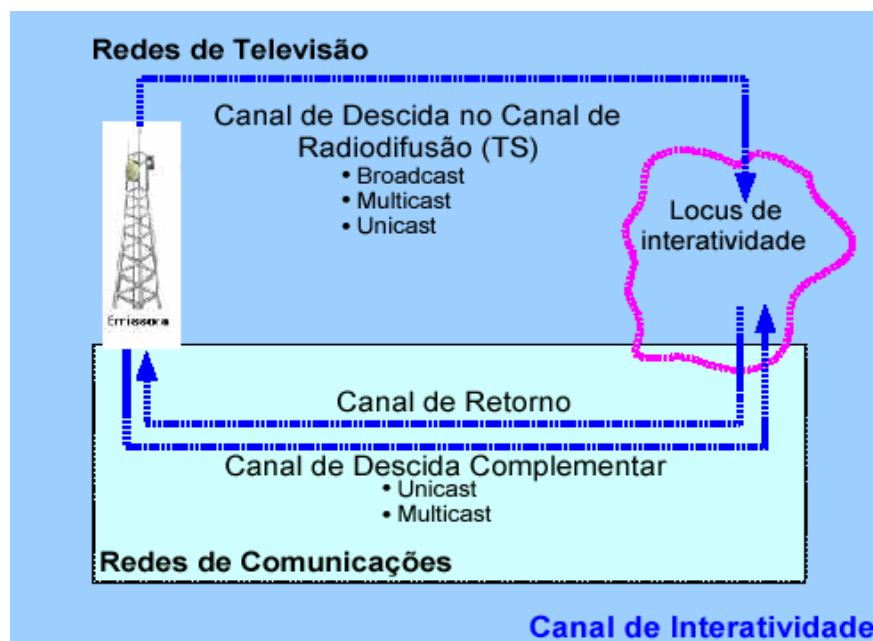 Redes de Televisão
Canal de Descida no Canal de
Radiodifusão (TS)
• Broadcast
• Multicast
• Unicast
Locus de
interatividade
Emissora
Canal de Retorno
Canal de Descida Complementar
• Unicast
• Multicast
Redes de Comunicações
Canal de Interatividade